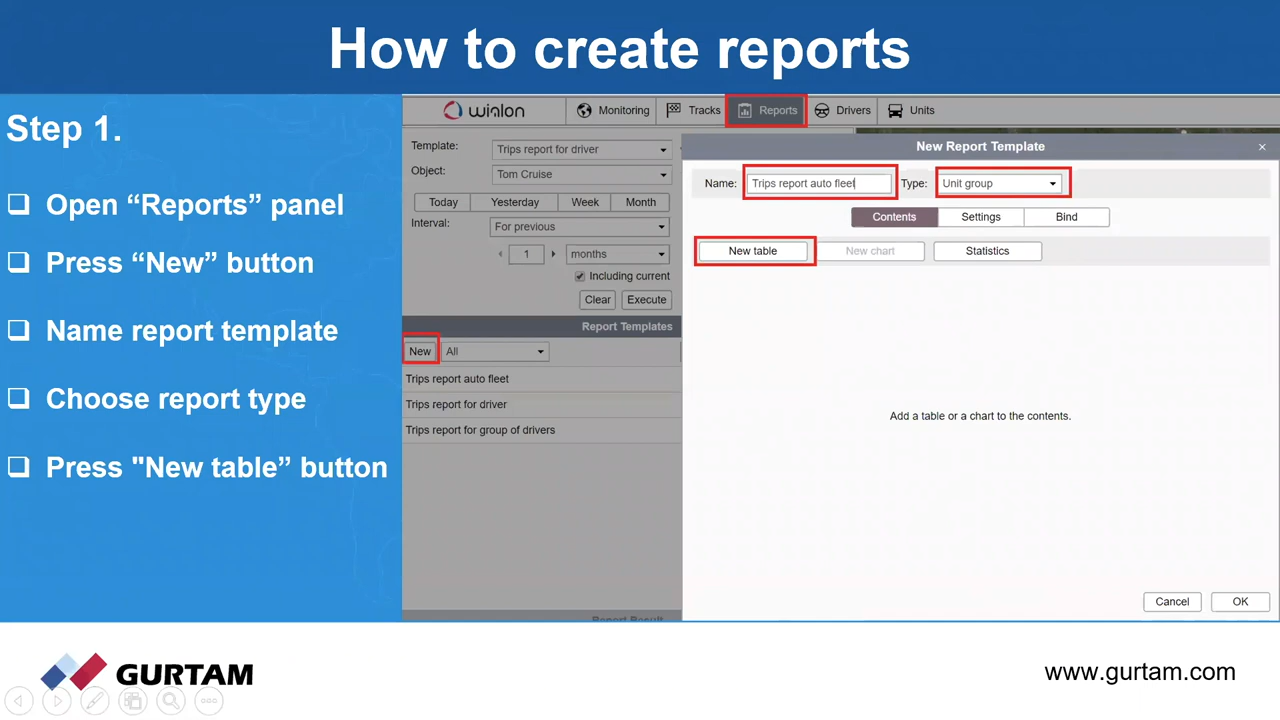 How to create reports
Step 1.
Open “Reports” panel
Press “New” button
Name report template
Choose report type
Press "New table” button
wialon
Monitoring
Tracks
Reports
Drivers
Units
Template:
Trips report for driver
Object:
Tom Cruise
Today
Yesterday
Week
Month
Interval:
For previous
1
months
Including current
Clear
Execute
Report Templates
New
All
Trips report auto fleet
Trips report for driver
Trips report for group of drivers
Report Result
New Report Template
Name:
Trips report auto fleet
Type:
Unit group
Contents
Settings
Bind
New table
New chart
Statistics
Add a table or a chart to the contents.
Cancel
OK
GURTAM
www.gurtam.com